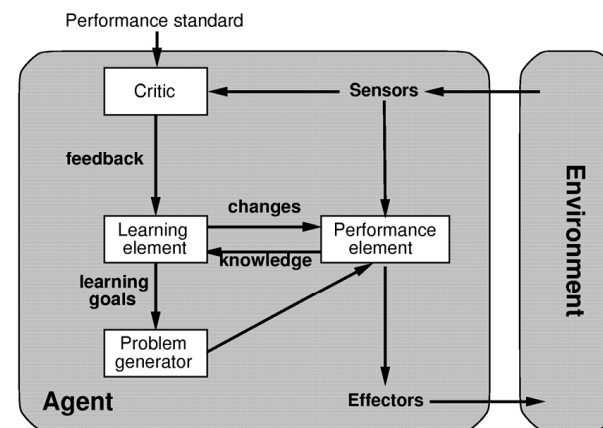 Performance standard
Critic
Sensors
feedback
changes
Learning
element
Performance
element
knowledge
learning
goals
Problem
generator
Agent
Effectors
Environment